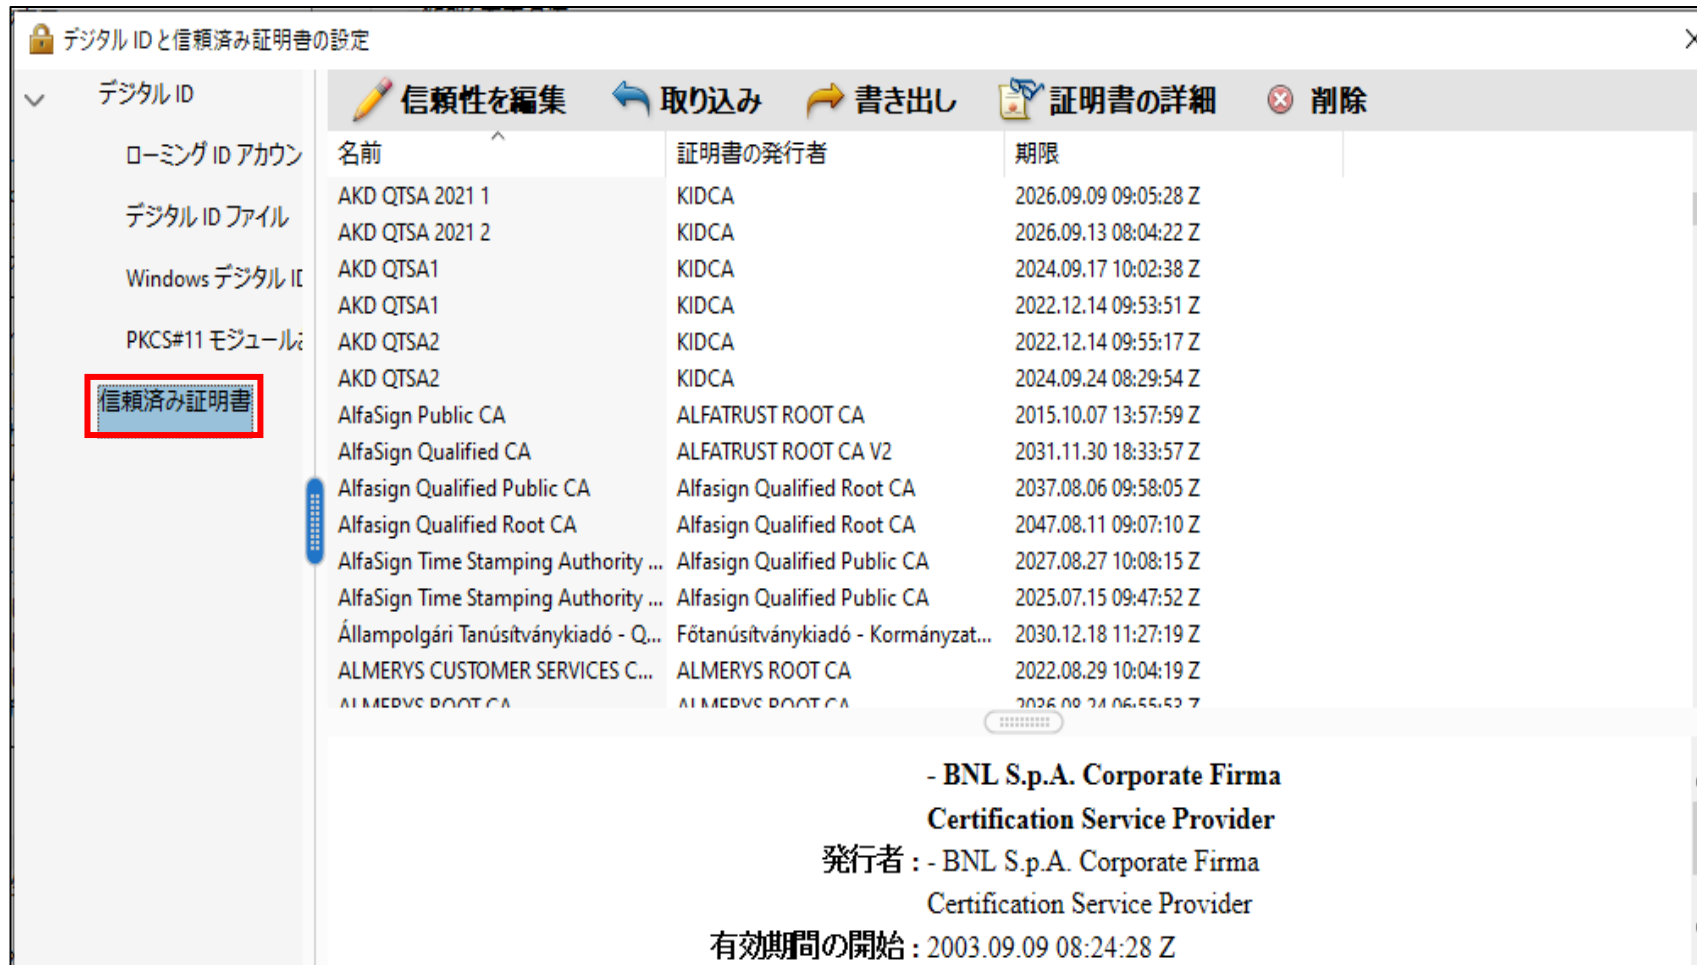 デジタル IDと信頼済み証明書の設定
デジタル ID
ローミング ID アカウン
デジタル ID ファイル
Windows デジタル ID
PKCS#11 モジュール
信頼済み証明書
信頼性を編集 取り込み 書き出し 証明書の詳細 削除
名前 証明書の発行者 期限
AKD QTSA 2021 1 KIDCA 2026.09.09 09:05:28 Z
AKD QTSA 2021 2 KIDCA 2026.09.13 08:04:22 Z
AKD QTSA1 KIDCA 2024.09.17 10:02:38 Z
AKD QTSA1 KIDCA 2022.12.14 09:53:51 Z
AKD QTSA2 KIDCA 2022.12.14 09:55:17 Z
AKD QTSA2 KIDCA 2024.09.24 08:29:54 Z
AlfaSign Public CA ALFATRUST ROOT CA 2015.10.07 13:57:59 Z
AlfaSign Qualified CA ALFATRUST ROOT CA V2 2031.11.30 18:33:57 Z
Alfasign Qualified Public CA Alfasign Qualified Root CA 2037.08.06 09:58:05 Z
Alfasign Qualified Root CA Alfasign Qualified Root CA 2047.08.11 09:07:10 Z
AlfaSign Time Stamping Authority ... Alfasign Qualified Public CA 2027.08.27 10:08:15 Z
AlfaSign Time Stamping Authority ... Alfasign Qualified Public CA 2025.07.15 09:47:52 Z
Állampolgári Tanúsítványkiadó - Q... Főtanúsítványkiadó - Kormányzat... 2030.12.18 11:27:19 Z
ALMERYS CUSTOMER SERVICES C... ALMERYS ROOT CA 2022.08.29 10:04:19 Z
ALMERYS ROOT CA ALMERYS ROOT CA 2036.08.24 06:55:53 Z
- BNL S.p.A. Corporate Firma
Certification Service Provider
発行者 : - BNL S.p.A. Corporate Firma
Certification Service Provider
有効期間の開始 : 2003.09.09 08:24:28 Z